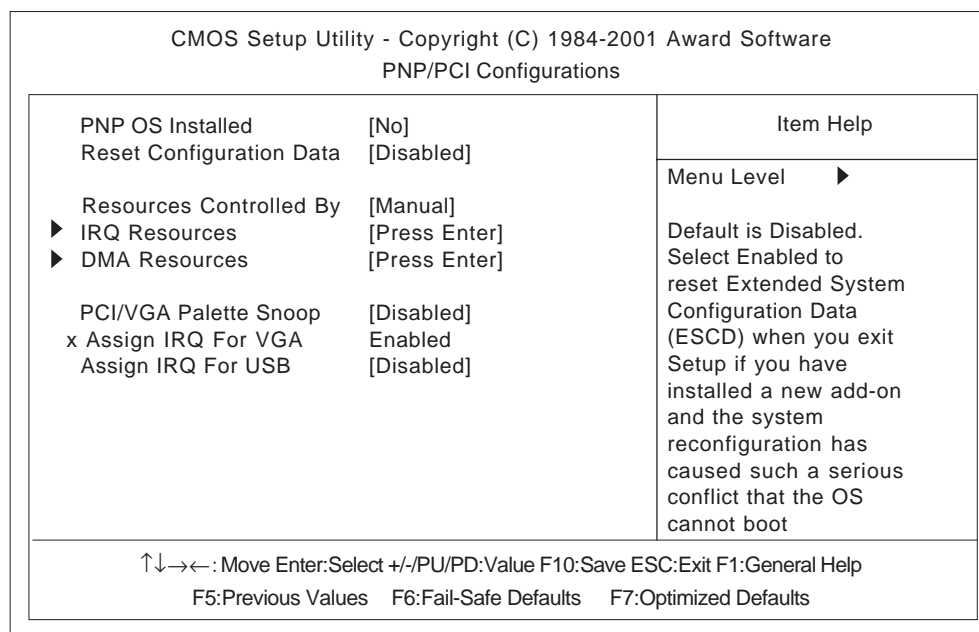 CMOS Setup Utility - Copyright (C) 1984-2001 Award Software
PNP/PCI Configurations
PNP OS Installed [No]
Reset Configuration Data [Disabled]
Resources Controlled By [Manual]
IRQ Resources [Press Enter]
DMA Resources [Press Enter]
PCI/VGA Palette Snoop [Disabled]
x Assign IRQ For VGA Enabled
Assign IRQ For USB [Disabled]
Item Help
Menu Level
Default is Disabled.
Select Enabled to
reset Extended System
Configuration Data
(ESCD) when you exit
Setup if you have
installed a new add-on
and the system
reconfiguration has
caused such a serious
conflict that the OS
cannot boot
↑↓→←: Move Enter:Select +/-/PU/PD:Value F10:Save ESC:Exit F1:General Help
F5:Previous Values F6:Fail-Safe Defaults F7:Optimized Defaults